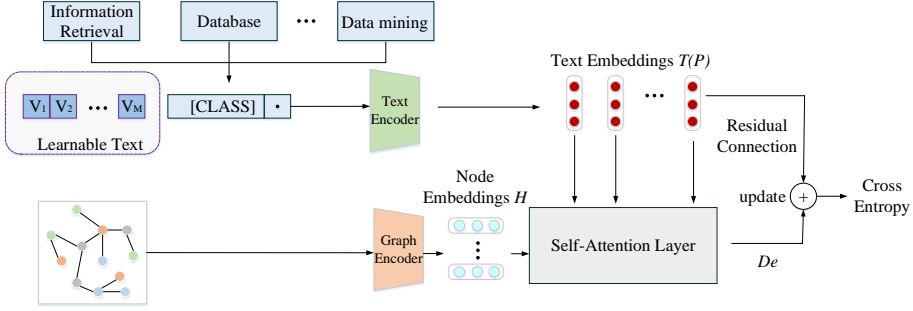 Information
Retrieval
Database
...
Data mining
V1 V2 ... VM
Learnable Text
[CLASS] .
Text
Encoder
Text Embeddings T(P)
...
Residual
Connection
Node
Embeddings H
update
+
Cross
Entropy
Graph
Encoder
Self-Attention Layer
De